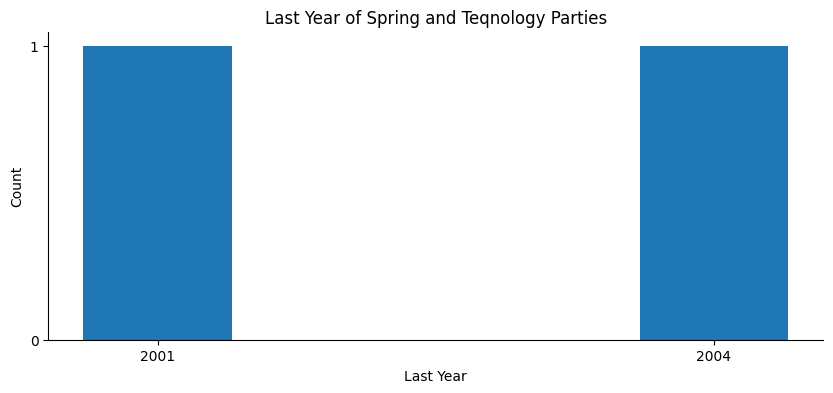 Last Year of Spring and Teqnology Parties
1
Count
0
2001
2004
Last Year